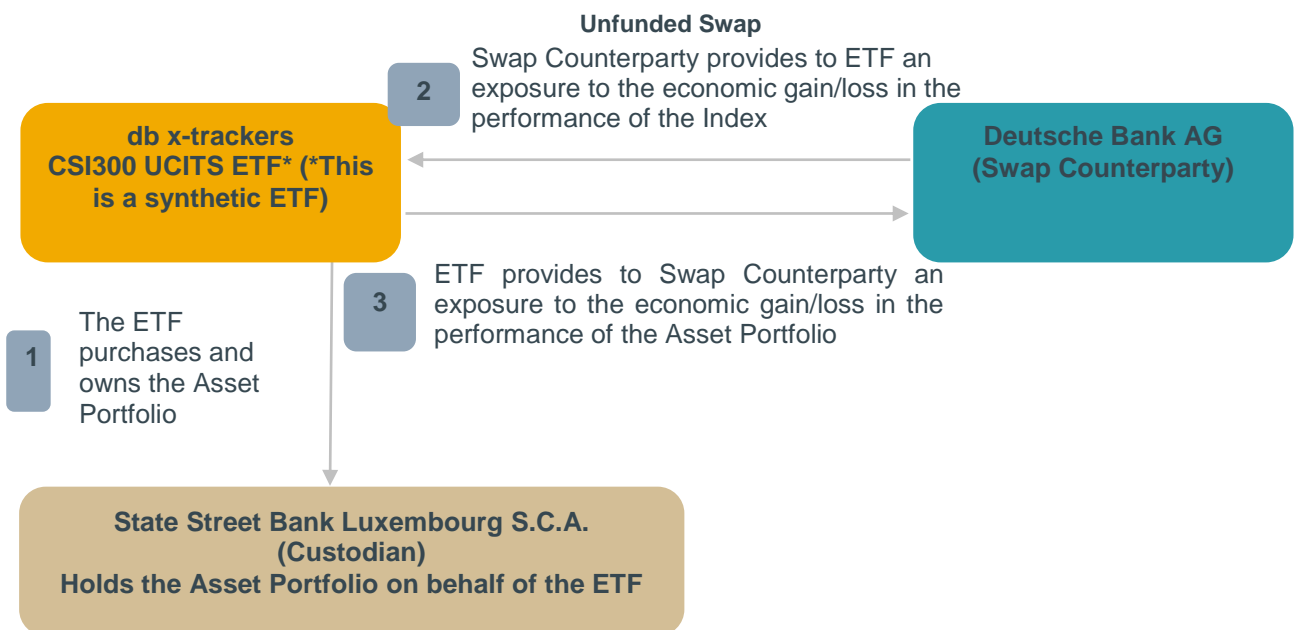 Unfunded Swap
2
Swap Counterparty provides to ETF an
exposure to the economic gain/loss in the
performance of the Index
db x-trackers
CSI300 UCITS ETF* (*This
is a synthetic ETF)
Deutsche Bank AG
(Swap Counterparty)
3
ETF provides to Swap Counterparty an
exposure to the economic gain/loss in the
performance of the Asset Portfolio
1
The ETF
purchases and
owns the Asset
Portfolio
State Street Bank Luxembourg S.C.A.
(Custodian)
Holds the Asset Portfolio on behalf of the ETF